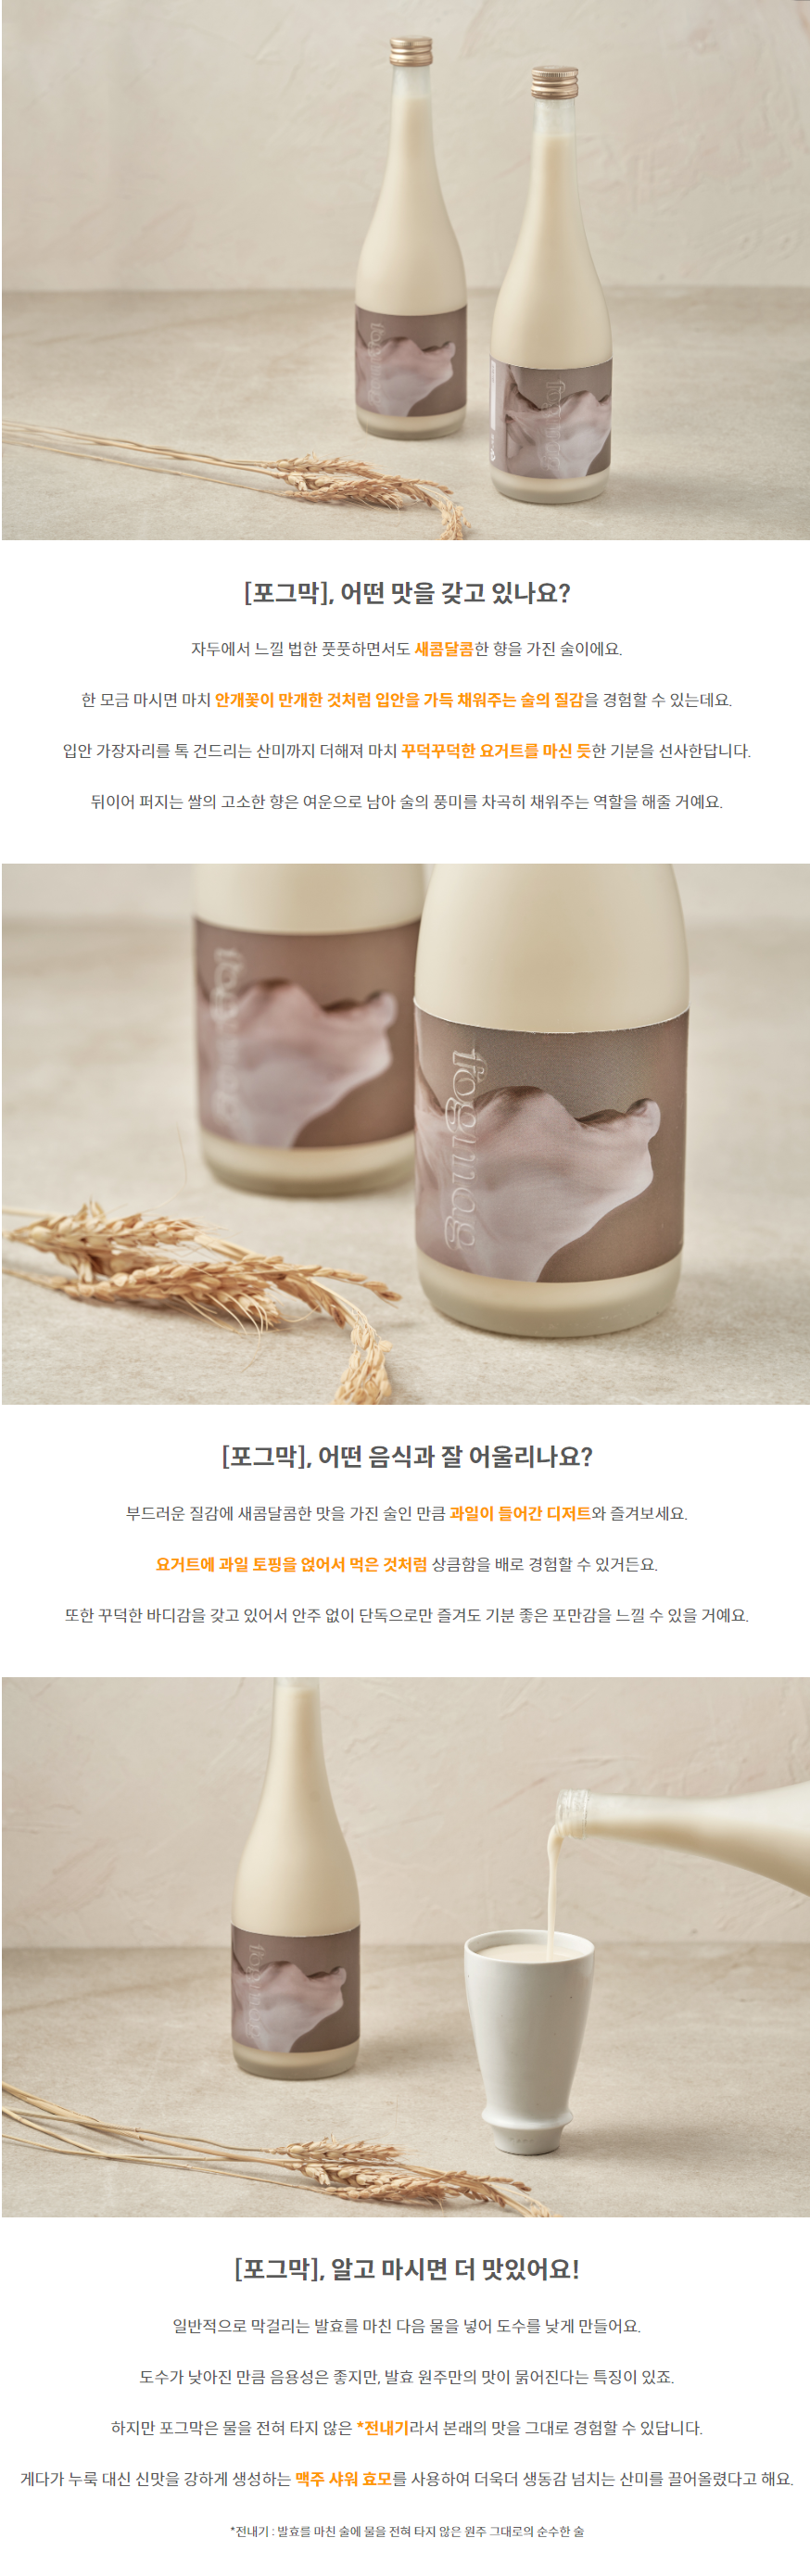 fogmag
fogmag
[포그막], 어떤 맛을 갖고 있나요?
자두에서 느낄 법한 풋풋하면서도 새콤달콤한 향을 가진 술이에요.
한 모금 마시면 마치 안개꽃이 만개한 것처럼 입안을 가득 채워주는 술의 질감을 경험할 수 있는데요.
입안 가장자리를 톡 건드리는 산미까지 더해져 마치 꾸덕꾸덕한 요거트를 마신 듯한 기분을 선사한답니다.
뒤이어 퍼지는 쌀의 고소한 향은 여운으로 남아 술의 풍미를 차곡히 채워주는 역할을 해줄 거예요.
fogmag
fogmag
[포그막], 어떤 음식과 잘 어울리나요?
부드러운 질감에 새콤달콤한 맛을 가진 술인 만큼 과일이 들어간 디저트와 즐겨보세요.
요거트에 과일 토핑을 얹어서 먹은 것처럼 상큼함을 배로 경험할 수 있거든요.
또한 꾸덕한 바디감을 갖고 있어서 안주 없이 단독으로만 즐겨도 기분 좋은 포만감을 느낄 수 있을 거예요.
fogmag
[포그막], 알고 마시면 더 맛있어요!
일반적으로 막걸리는 발효를 마친 다음 물을 넣어 도수를 낮게 만들어요.
도수가 낮아진 만큼 음용성은 좋지만, 발효 원주만의 맛이 묽어진다는 특징이 있죠.
하지만 포그막은 물을 전혀 타지 않은 *전내기라서 본래의 맛을 그대로 경험할 수 있답니다.
게다가 누룩 대신 신맛을 강하게 생성하는 맥주 샤워 효모를 사용하여 더욱더 생동감 넘치는 산미를 끌어올렸다고 해요.
*전내기 : 발효를 마친 술에 물을 전혀 타지 않은 원주 그대로의 순수한 술